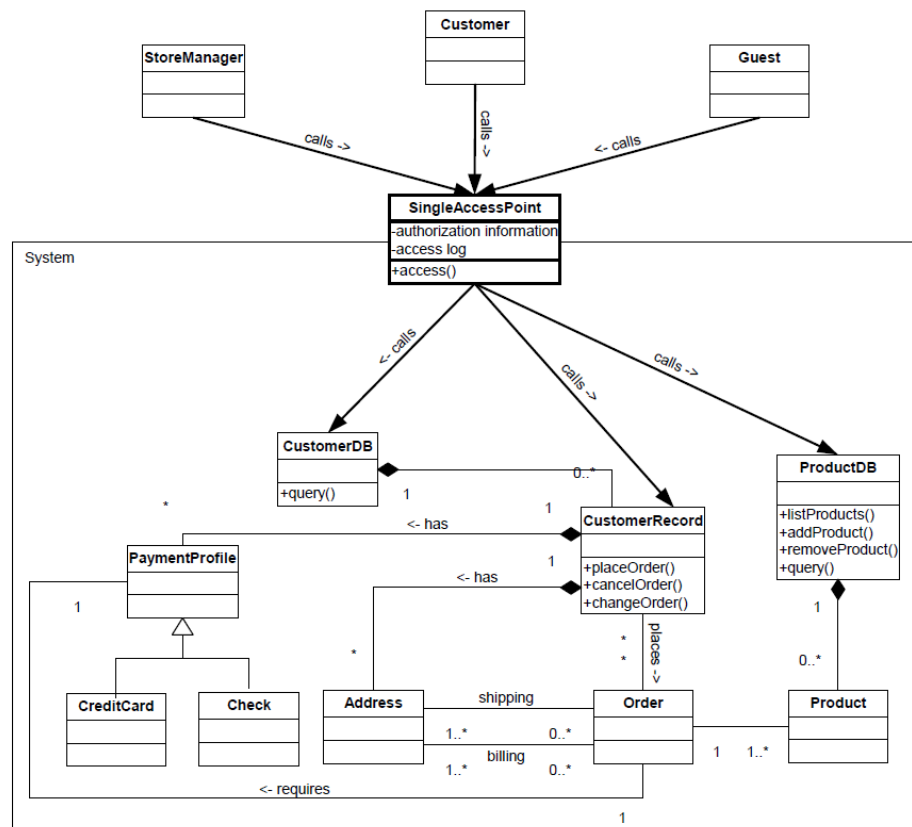 Customer
StoreManager
Guest
calls ->
calls ->
<- calls
SingleAccessPoint
-authorization information
-access log
+access()
System
<- calls
calls ->
calls ->
CustomerDB
+query()
1
0..*
ProductDB
+listProducts()
+addProduct()
+removeProduct()
+query()
*
<- has
1
CustomerRecord
+placeOrder()
+cancelOrder()
+changeOrder()
PaymentProfile
1
<- has
1
1
*
*
*
places ->
0..*
CreditCard
Check
Address
shipping
Order
Product
1..*
0..*
1
1..*
billing
1..*
0..*
<- requires
1